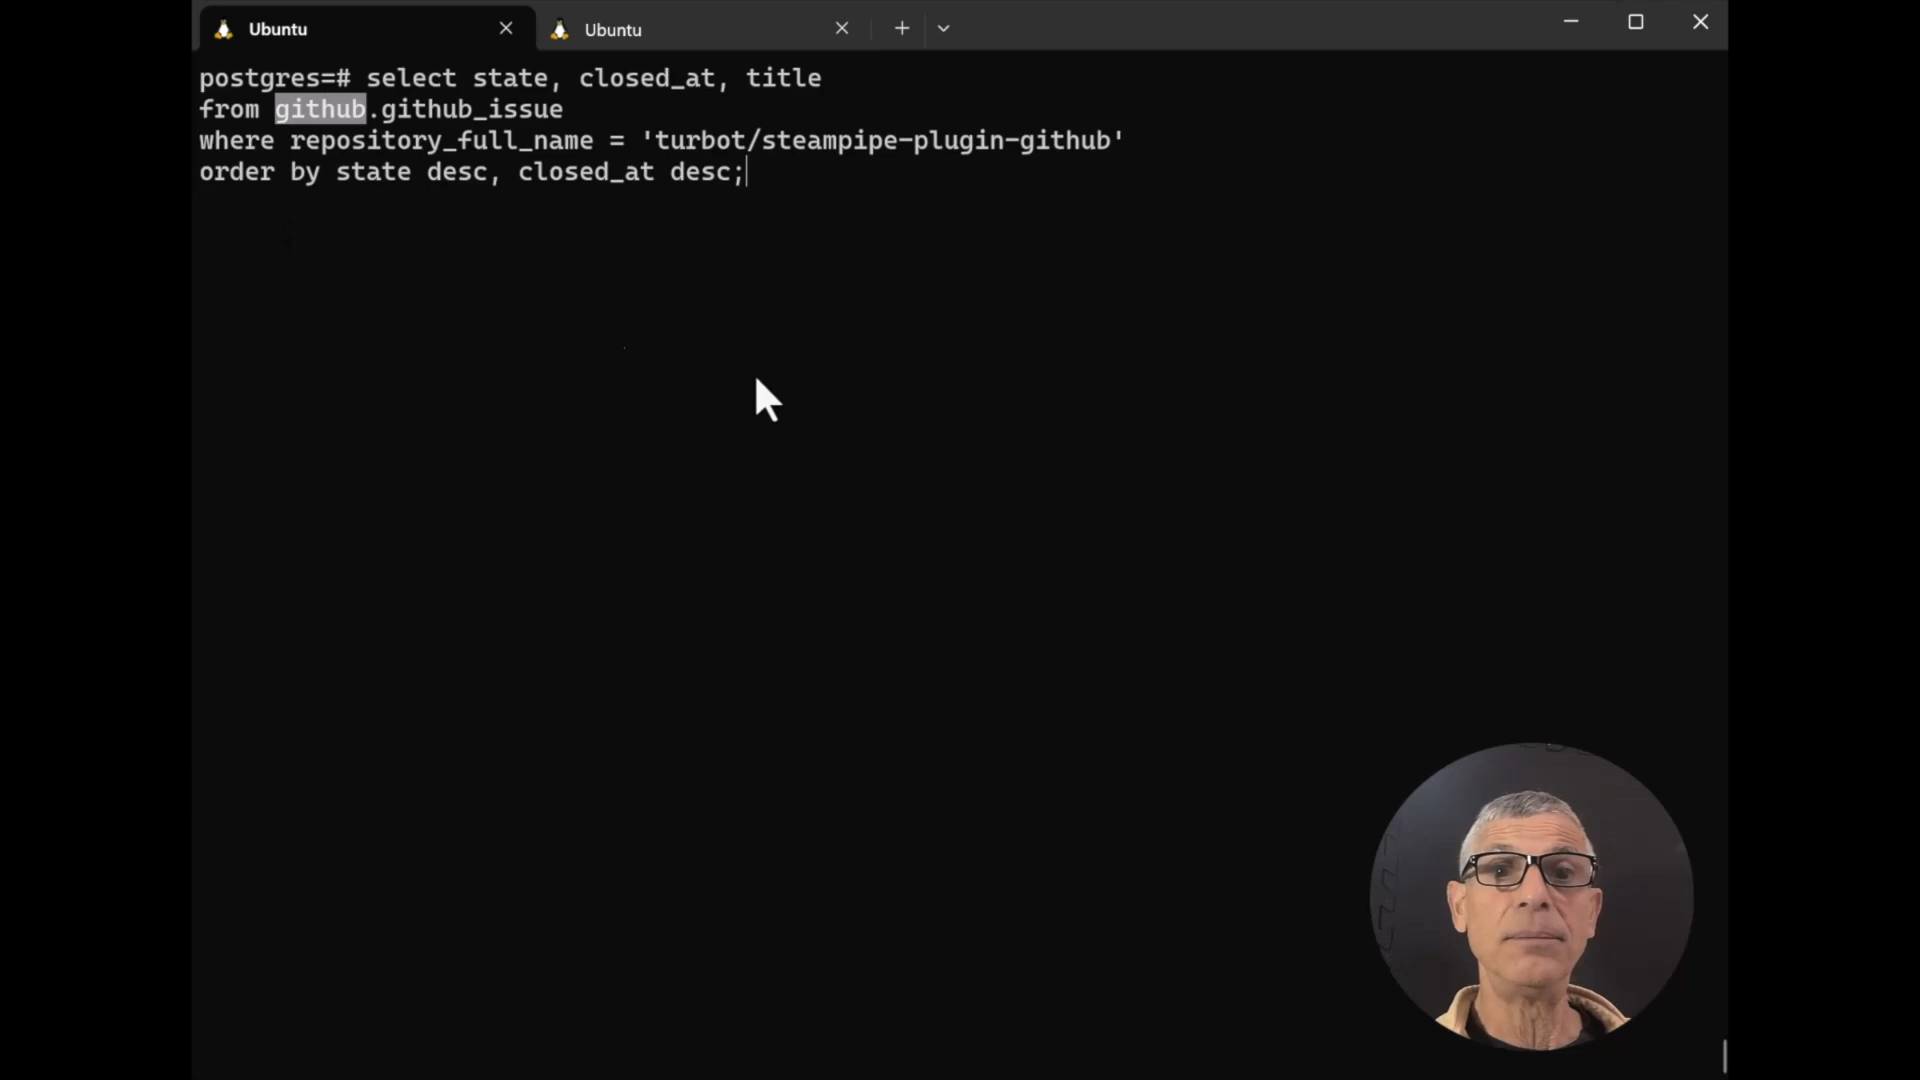 Ubuntu
Ubuntu
postgres=# select state, closed_at, title
from github.github_issue
where repository_full_name = 'turbot/steampipe-plugin-github'
order by state desc, closed_at desc;